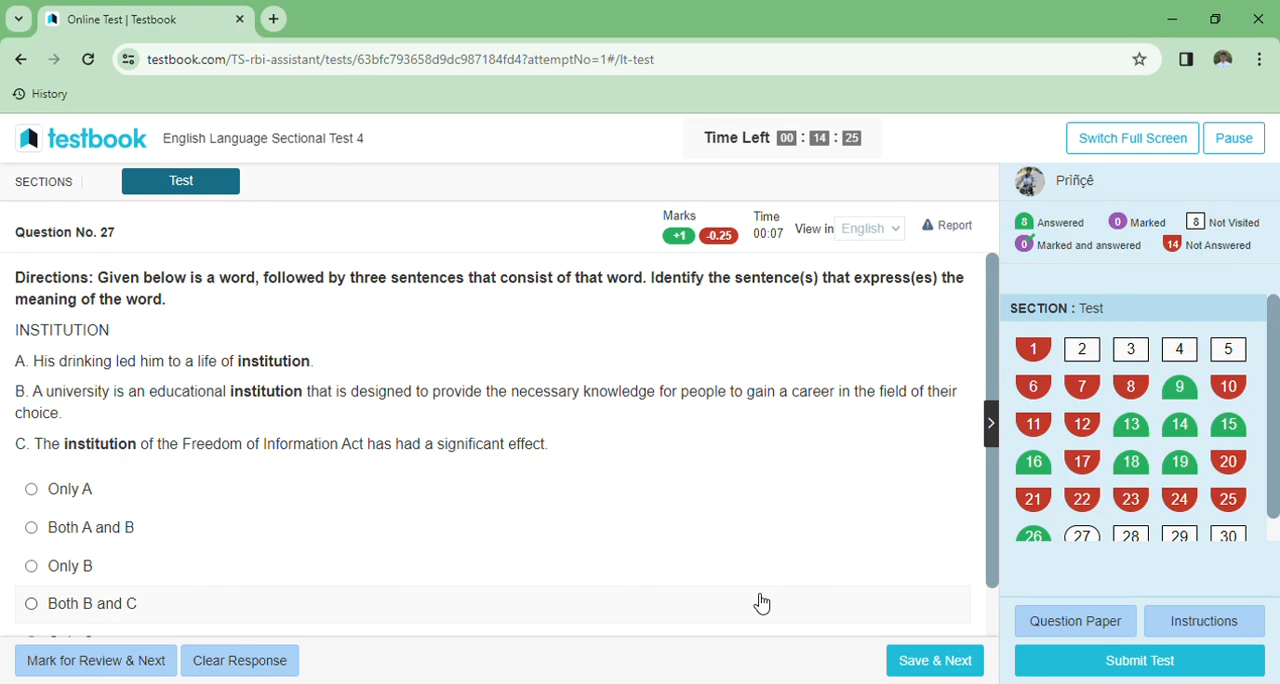 Online Test | Testbook
testbook.com/TS-rbi-assistant/tests/63bfc793658d9dc987184fd4?attemptNo=1#/lt-test
History
testbook English Language Sectional Test 4 Time Left 00 : 14 : 25 Switch Full Screen Pause
SECTIONS Test Priñçê
Question No. 27 Marks +1 -0.25 Time 00:07 View in English Report
8 Answered 0 Marked 8 Not Visited
0 Marked and answered 14 Not Answered
Directions: Given below is a word, followed by three sentences that consist of that word. Identify the sentence(s) that express(es) the
meaning of the word.
INSTITUTION
A. His drinking led him to a life of institution.
B. A university is an educational institution that is designed to provide the necessary knowledge for people to gain a career in the field of their
choice.
C. The institution of the Freedom of Information Act has had a significant effect.
Only A
Both A and B
Only B
Both B and C
SECTION : Test
1 2 3 4 5
6 7 8 9 10
11 12 13 14 15
16 17 18 19 20
21 22 23 24 25
26 27 28 29 30
Question Paper Instructions
Mark for Review & Next Clear Response Save & Next Submit Test